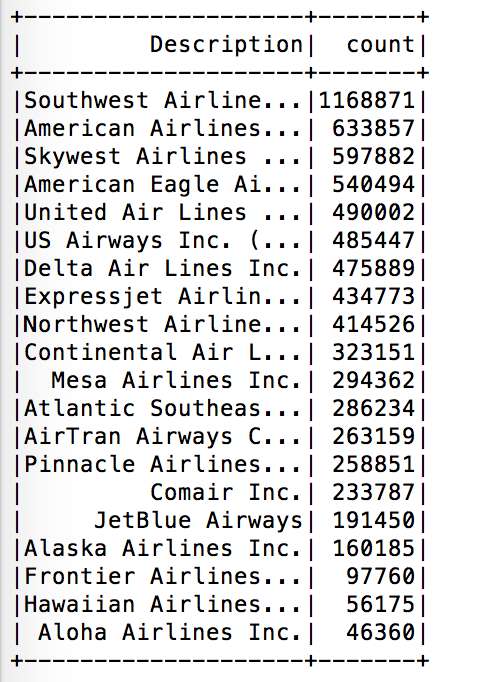 +--------------------+-------+
|         Description|  count|
+--------------------+-------+
|Southwest Airline...|1168871|
|American Airlines...| 633857|
|Skywest Airlines ...| 597882|
|American Eagle Ai...| 540494|
|United Air Lines ...| 490002|
|US Airways Inc. (...| 485447|
|Delta Air Lines Inc.| 475889|
|Expressjet Airlin...| 434773|
|Northwest Airline...| 414526|
|Continental Air L...| 323151|
|  Mesa Airlines Inc.| 294362|
|Atlantic Southeas...| 286234|
|AirTran Airways C...| 263159|
|Pinnacle Airlines...| 258851|
|         Comair Inc.| 233787|
|     JetBlue Airways| 191450|
|Alaska Airlines Inc.| 160185|
|Frontier Airlines...|  97760|
|Hawaiian Airlines...|  56175|
| Aloha Airlines Inc.|  46360|
+--------------------+-------+